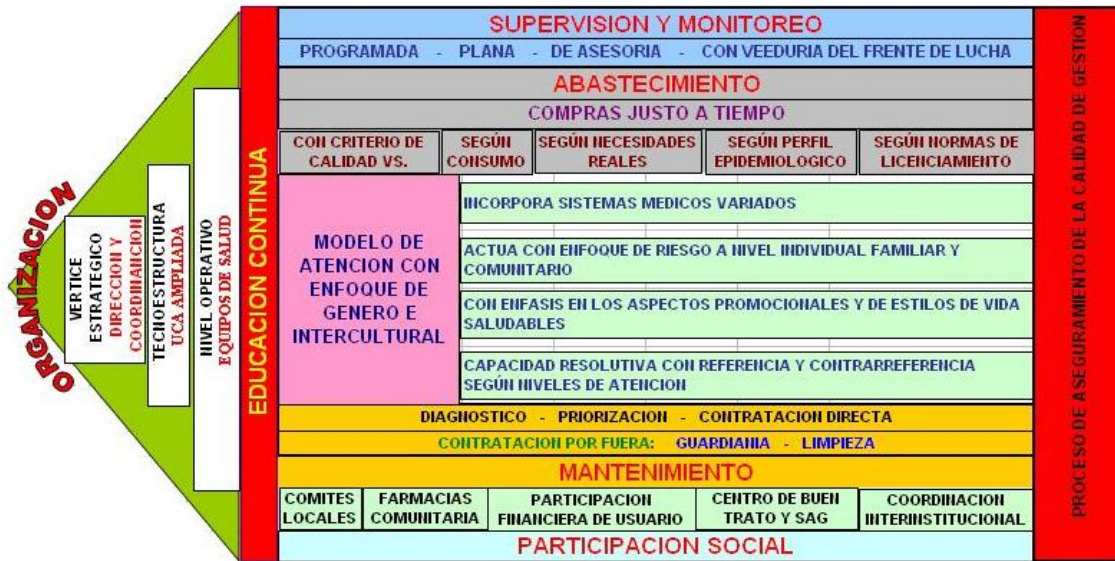 ORGANIZACION
VERTICE
ESTRATEGICO
DIRECCION Y
COORDINANCION
TECNOESTRUCTURA
UCA AMPLIADA
NIVEL OPERATIVO
EQUIPOS DE SALUD
EDUCACION CONTINUA
SUPERVISION Y MONITOREO
PROGRAMADA - PLANA - DE ASESORIA - CON VEEDURIA DEL FRENTE DE LUCHA
ABASTECIMIENTO
COMPRAS JUSTO A TIEMPO
CON CRITERIO DE
CALIDAD VS.
SEGÚN
CONSUMO
SEGÚN NECESIDADES
REALES
SEGÚN PERFIL
EPIDEMIOLOGICO
SEGÚN NORMAS DE
LICENCIAMIENTO
MODELO DE
ATENCION CON
ENFOQUE DE
GENERO E
INTERCULTURAL
INCORPORA SISTEMAS MEDICOS VARIADOS
ACTUA CON ENFOQUE DE RIESGO A NIVEL INDIVIDUAL FAMILIAR Y
COMUNITARIO
CON ENFASIS EN LOS ASPECTOS PROMOCIONALES Y DE ESTILOS DE VIDA
SALUDABLES
CAPACIDAD RESOLUTIVA CON REFERENCIA Y CONTRARREFERENCIA
SEGÚN NIVELES DE ATENCION
DIAGNOSTICO - PRIORIZACION - CONTRATACION DIRECTA
CONTRATACION POR FUERA: GUARDIANIA - LIMPIEZA
MANTENIMIENTO
COMITES
LOCALES
FARMACIAS
COMUNITARIA
PARTICIPACION
FINANCIERA DE USUARIO
CENTRO DE BUEN
TRATO Y SAG
COORDINACION
INTERINSTITUCIONAL
PARTICIPACION SOCIAL
PROCESO DE ASEGURAMIENTO DE LA CALIDAD DE GESTION